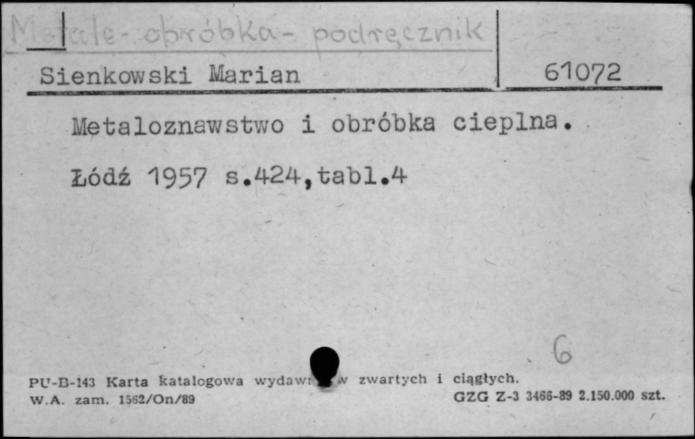 Metale - obróbka - podręcznik
Sienkowski Marian 61072
Metaloznawstwo i obróbka cieplna.
Łódź 1957 s.424,tabl.4
6
PU-B-143 Karta katalogowa zwartych i ciągłych.
W.A. zam. 1562/On/89 GZG Z-3 3466-89 2.150.000 szt.